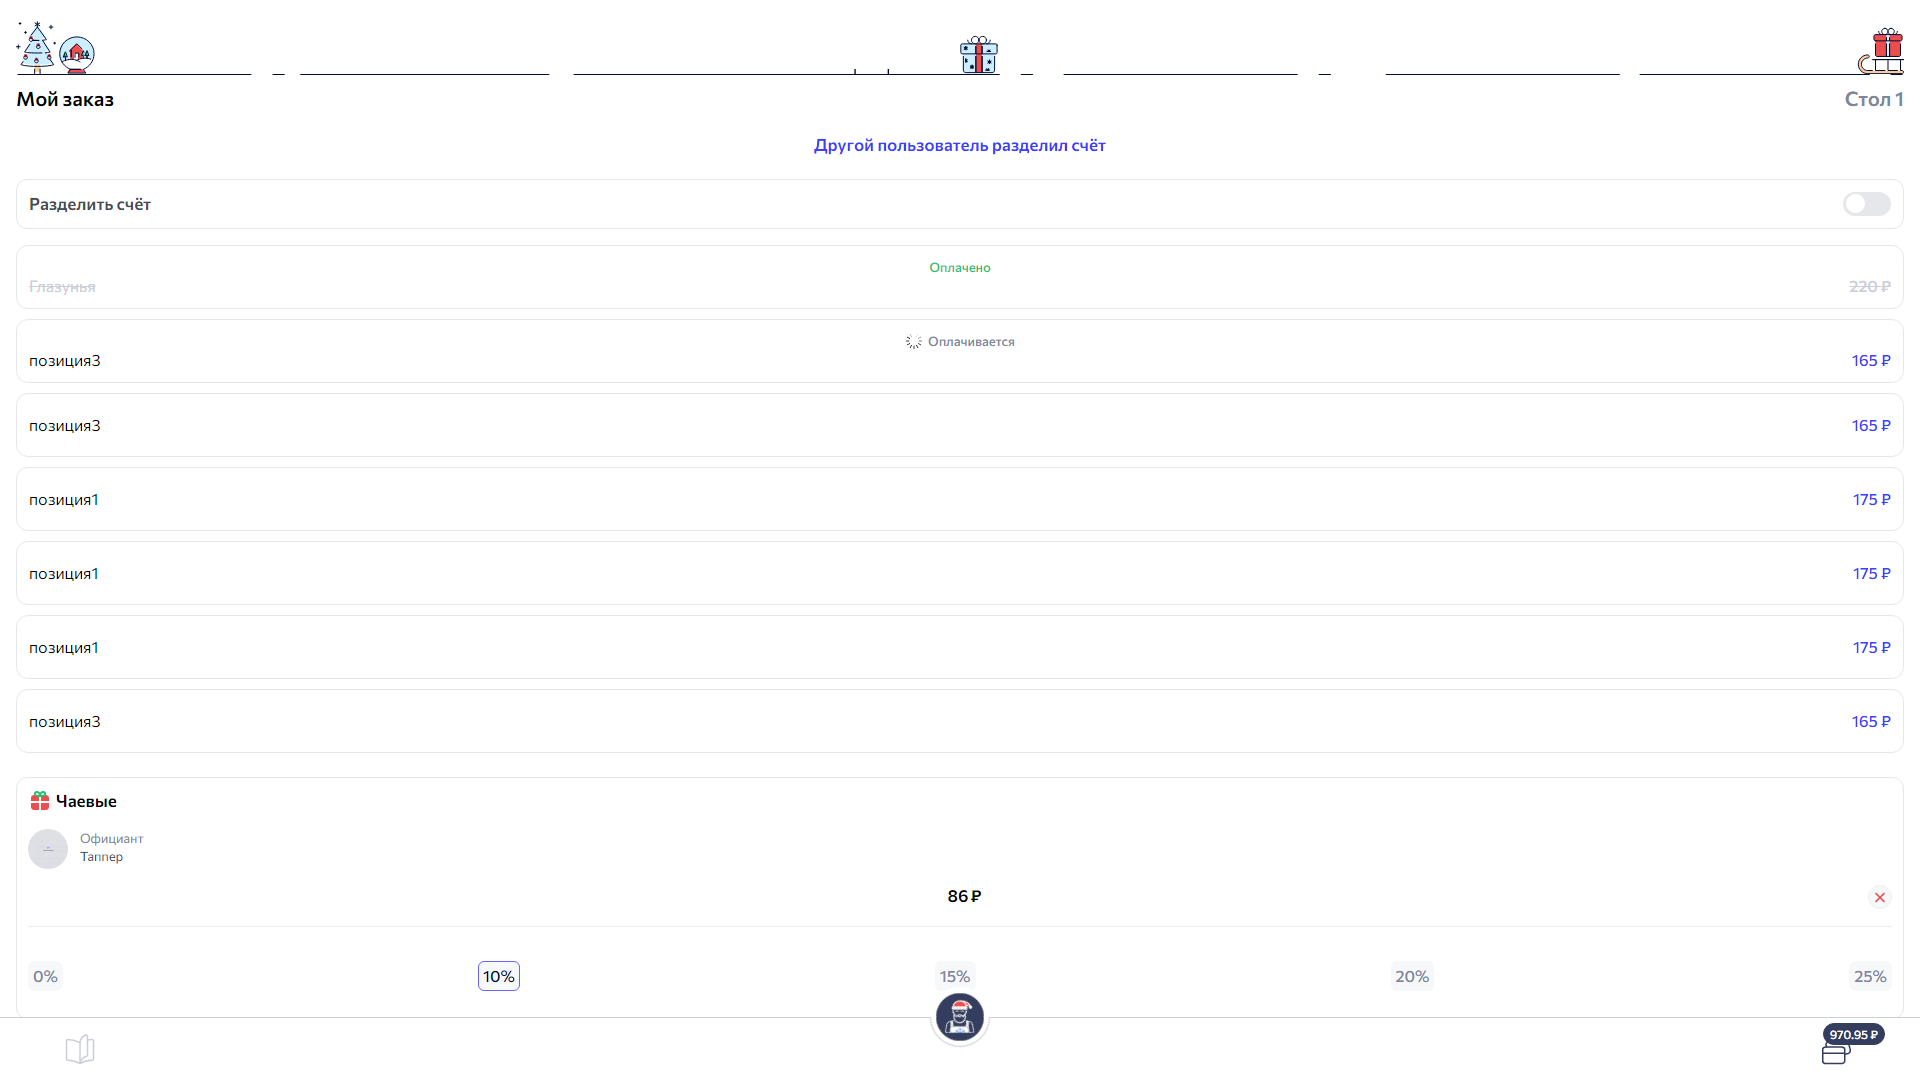 Мой заказ
Стол 1
Другой пользователь разделил счёт
Разделить счёт
Оплачено
Глазунья
220 ₽
Оплачивается
позиция3
165 ₽
позиция3
165 ₽
позиция1
175 ₽
позиция1
175 ₽
позиция1
175 ₽
позиция3
165 ₽
Чаевые
Официант
Таппер
86 ₽
0%
10%
15%
20%
25%
970.95 ₽